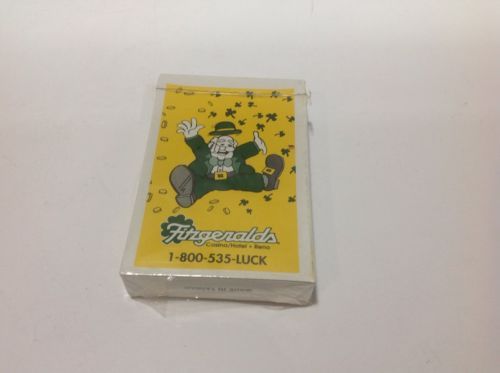 Fitzgeralds
Casino/Hotel • Reno
1-800-535-LUCK